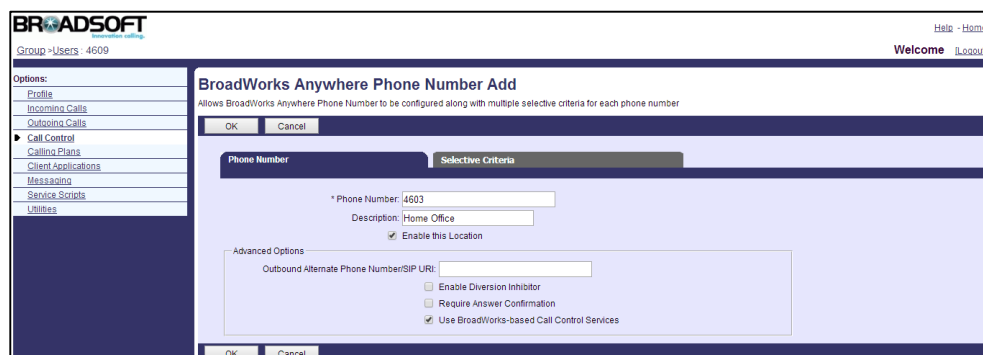 BROADSOFT
innovation calling.
Help - Home
Group >Users : 4609
Welcome [Logout
Options:
Profile
Incoming Calls
Outgoing Calls
Call Control
Calling Plans
Client Applications
Messaging
Service Scripts
Utilities
BroadWorks Anywhere Phone Number Add
Allows BroadWorks Anywhere Phone Number to be configured along with multiple selective criteria for each phone number
OK Cancel
Phone Number Selective Criteria
* Phone Number: 4603
Description: Home Office
Enable this Location
Advanced Options
Outbound Alternate Phone Number/SIP URI:
Enable Diversion Inhibitor
Require Answer Confirmation
Use BroadWorks-based Call Control Services
OK Cancel